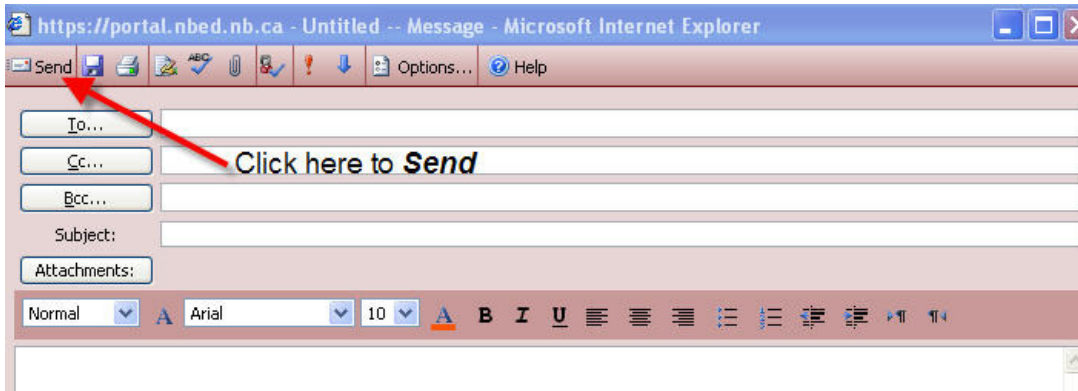 https://portal.nbed.nb.ca - Untitled -- Message - Microsoft Internet Explorer
Send ABC Options... Help
To...
Cc... Click here to Send
Bcc...
Subject:
Attachments:
Normal A Arial 10 A B I U